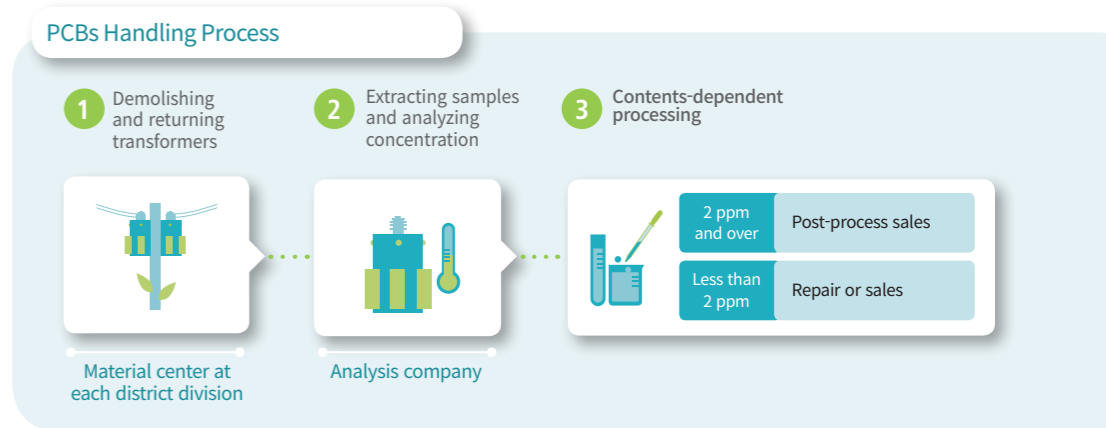 PCBs Handling Process
1
Demolishing
and returning
transformers
2
Extracting samples
and analyzing
concentration
3
Contents-dependent
processing
2 ppm
and over
Post-process sales
Less than
2 ppm
Repair or sales
Material center at
each district division
Analysis company